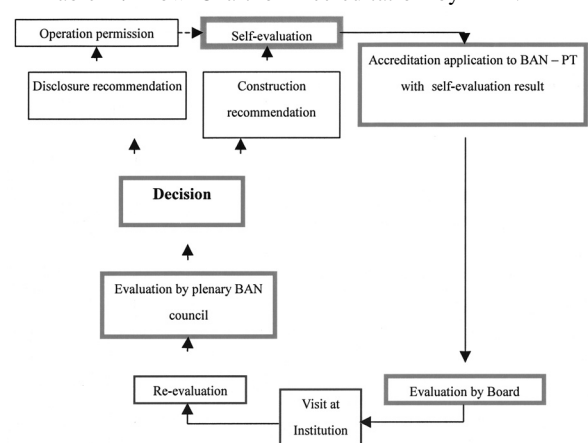 Operation permission
Self-evaluation
Accreditation application to BAN – PT
with self-evaluation result
Disclosure recommendation
Construction
recommendation
Decision
Evaluation by plenary BAN
council
Re-evaluation
Visit at
Institution
Evaluation by Board